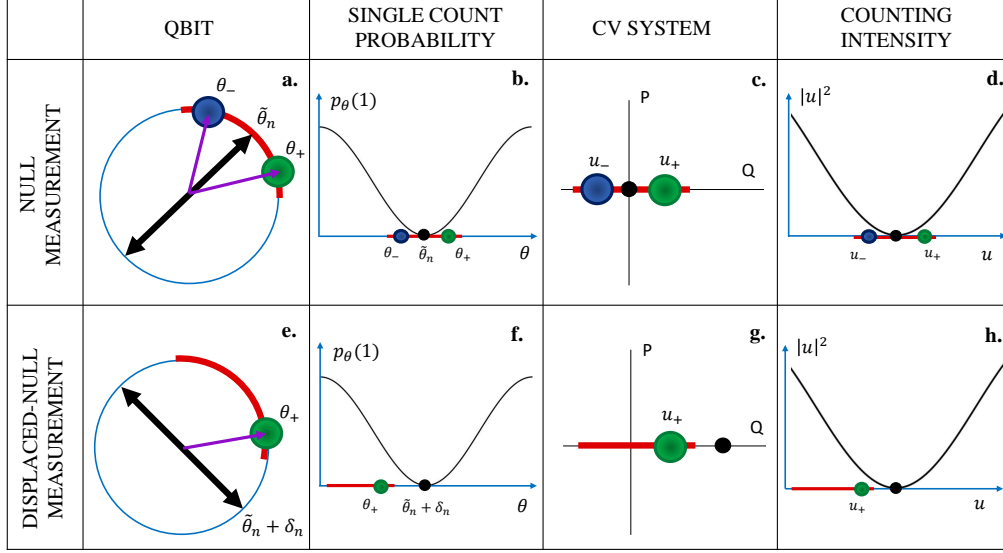 QBIT
SINGLE COUNT
PROBABILITY
CV SYSTEM
COUNTING
INTENSITY
NULL
MEASUREMENT
a.
θ₋
θ̃ₙ
θ₊
b.
p_θ(1)
θ₋
θ̃ₙ
θ₊
θ
c.
P
u₋
u₊
Q
d.
|u|²
u₋
u₊
u
DISPLACED-NULL
MEASUREMENT
e.
θ₊
θ̃ₙ + δₙ
f.
p_θ(1)
θ₊
θ̃ₙ + δₙ
θ
g.
P
u₊
Q
h.
|u|²
u₊
u